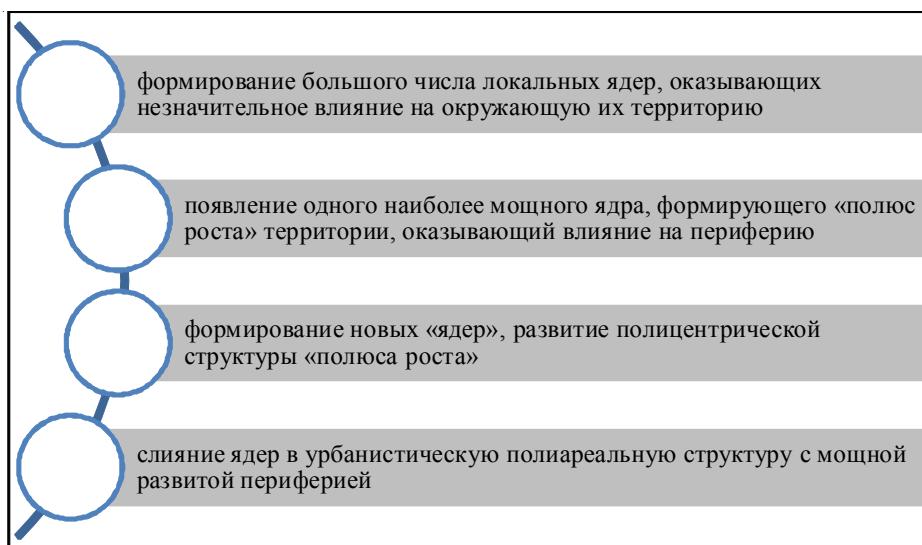 формирование большого числа локальных ядер, оказывающих
незначительное влияние на окружающую их территорию
появление одного наиболее мощного ядра, формирующего «полюс
роста» территории, оказывающий влияние на периферию
формирование новых «ядер», развитие полицентрической
структуры «полюса роста»
слияние ядер в урбанистическую полиареальную структуру с мощной
развитой периферией